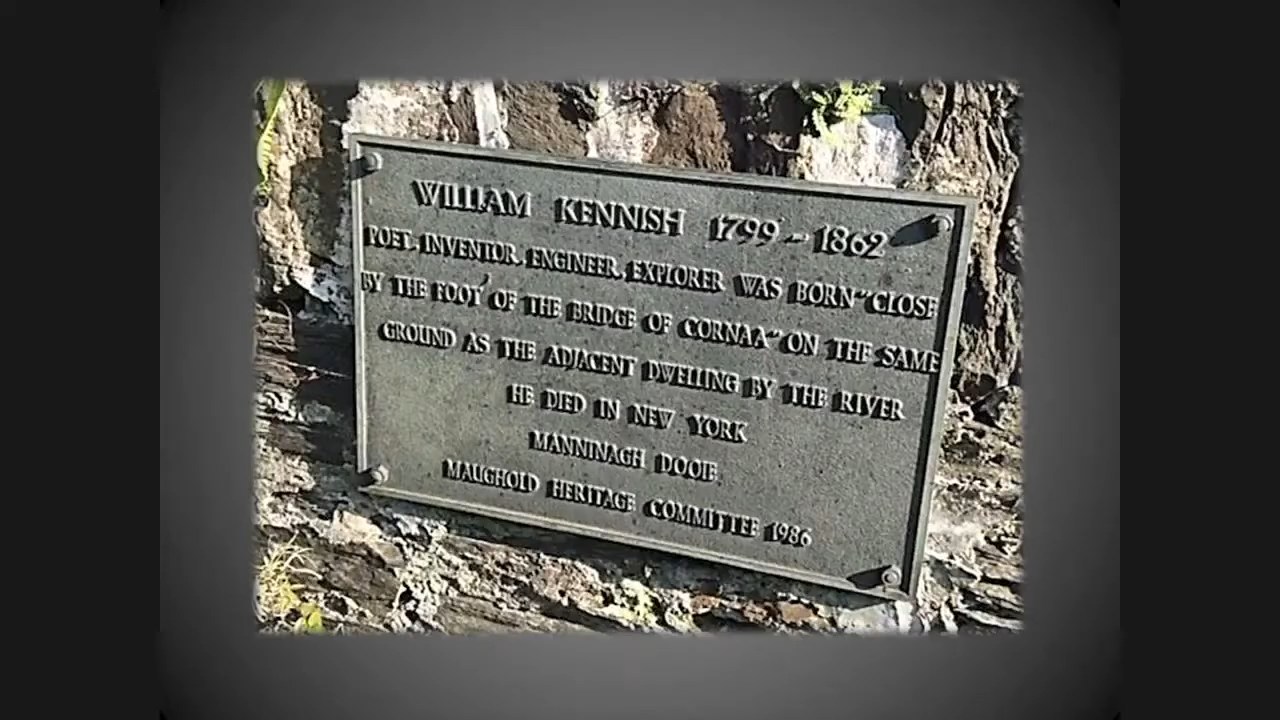 WILLIAM KENNISH 1799 - 1862
POET. INVENTOR. ENGINEER. EXPLORER WAS BORN "CLOSE
BY THE FOOT OF THE BRIDGE OF CORNAA" ON THE SAME
GROUND AS THE ADJACENT DWELLING BY THE RIVER
HE DIED IN NEW YORK
MANNINAGH DOOIE.
MAUGHOLD HERITAGE COMMITTEE 1986